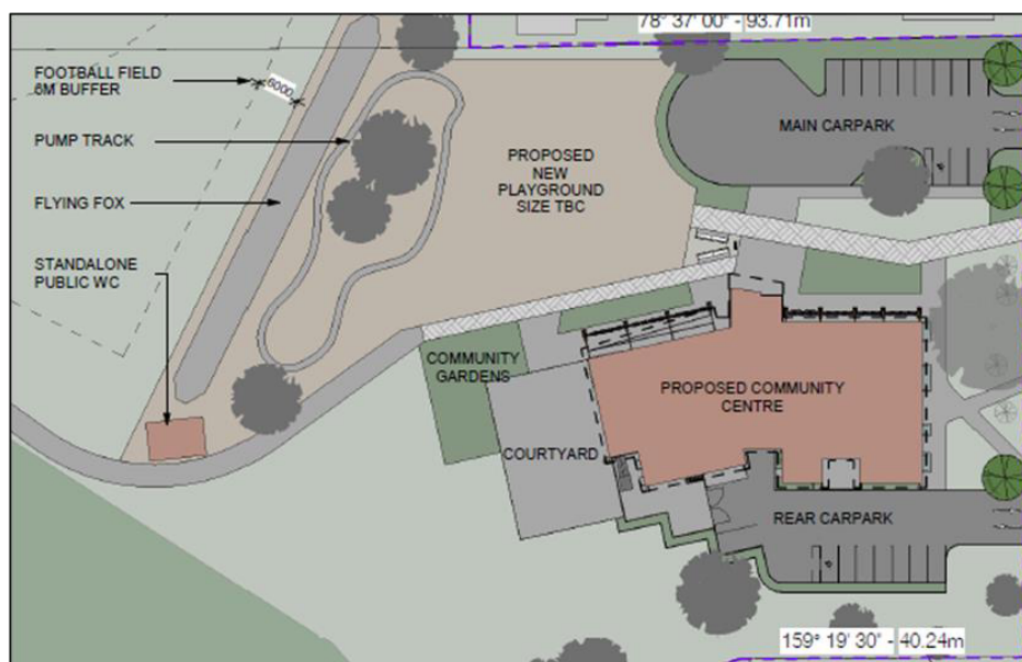 78° 37' 00" - 93.71m
FOOTBALL FIELD
6M BUFFER
6000
PUMP TRACK
MAIN CARPARK
PROPOSED
NEW
PLAYGROUND
SIZE TBC
FLYING FOX
STANDALONE
PUBLIC WC
COMMUNITY
GARDENS
PROPOSED COMMUNITY
CENTRE
COURTYARD
REAR CARPARK
159° 19' 30" - 40.24m